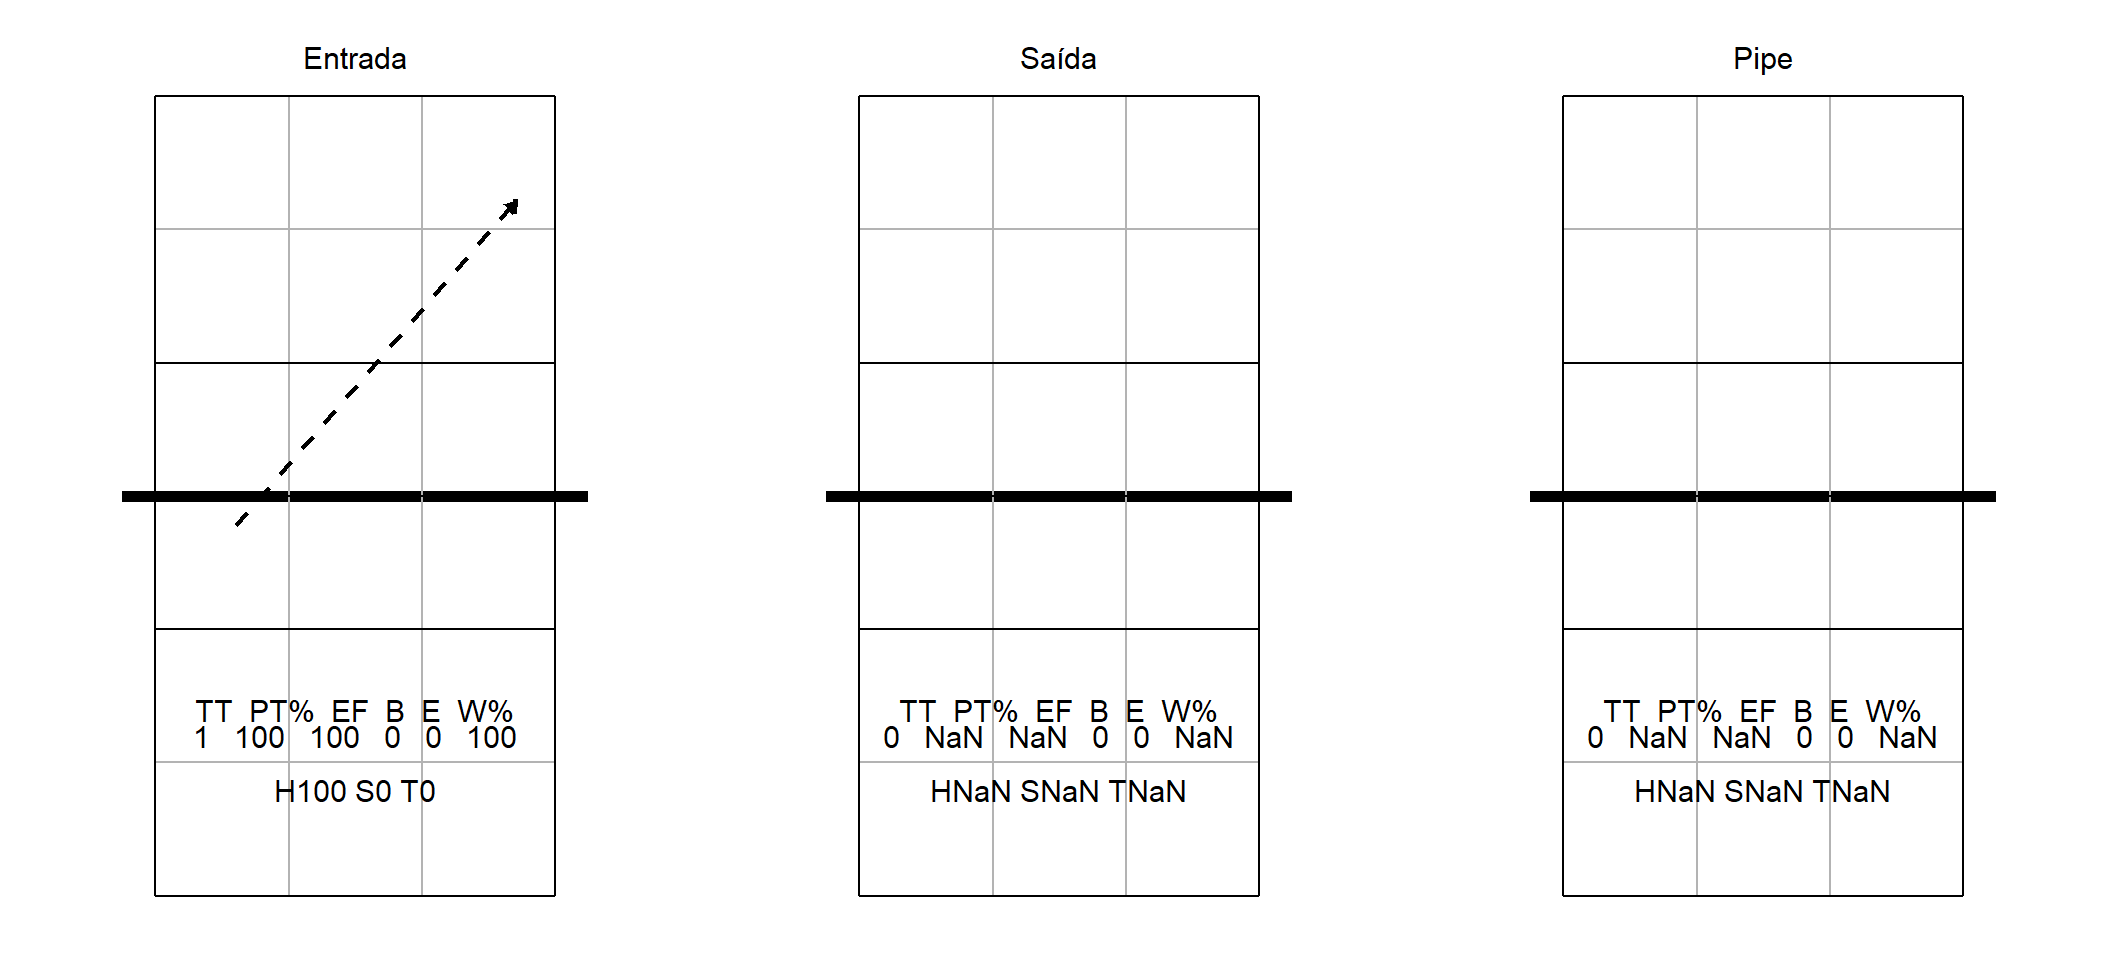 Entrada
TT PT% EF B E W%
1 100 100 0 0 100
H100 S0 T0
Saída
TT PT% EF B E W%
0 NaN NaN 0 0 NaN
HNaN SNaN TNaN
Pipe
TT PT% EF B E W%
0 NaN NaN 0 0 NaN
HNaN SNaN TNaN